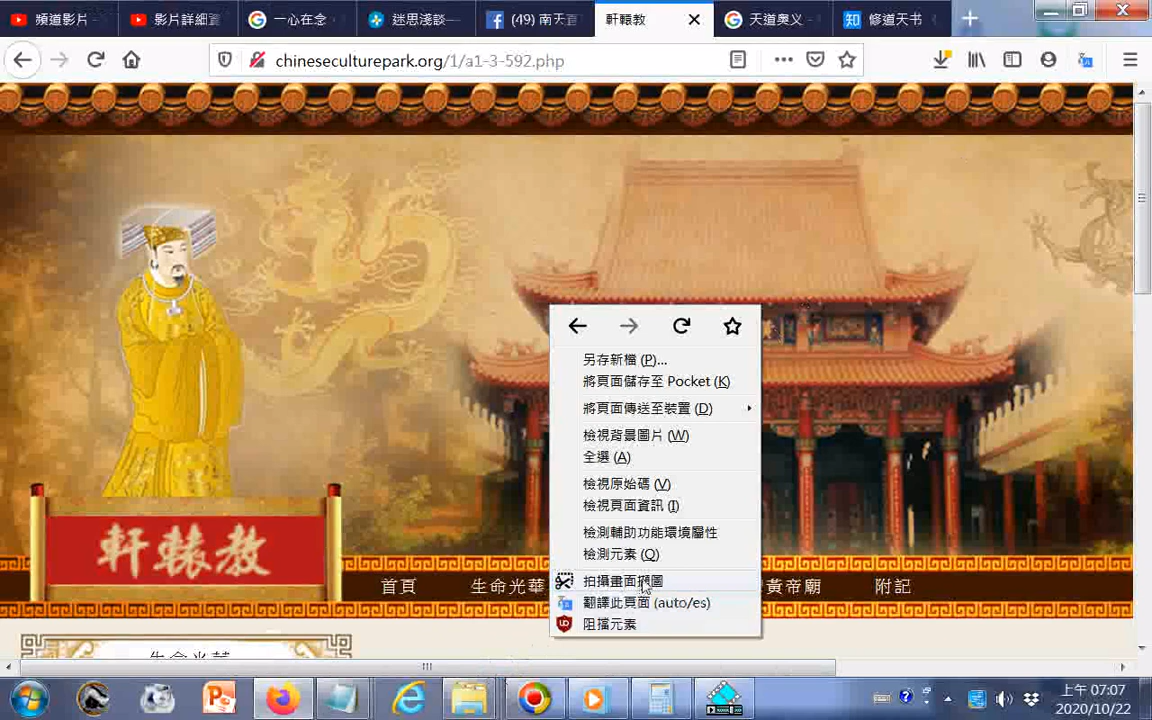 頻道影片
影片詳細資
一心在念
迷思淺談—
(49) 南天直
軒轅教
天道奧义
修道天书
chineseculturepark.org/1/a1-3-592.php
另存新檔 (P)...
將頁面儲存至 Pocket (K)
將頁面傳送至裝置 (D)
檢視背景圖片 (W)
全選 (A)
檢視原始碼 (V)
檢視頁面資訊 (I)
檢測輔助功能環境屬性
檢測元素 (Q)
拍攝畫面擷圖
翻譯此頁面 (auto/es)
阻擋元素
軒轅教
首頁
生命光華
黃帝廟
附記
生命光華
上午 07:07
2020/10/22